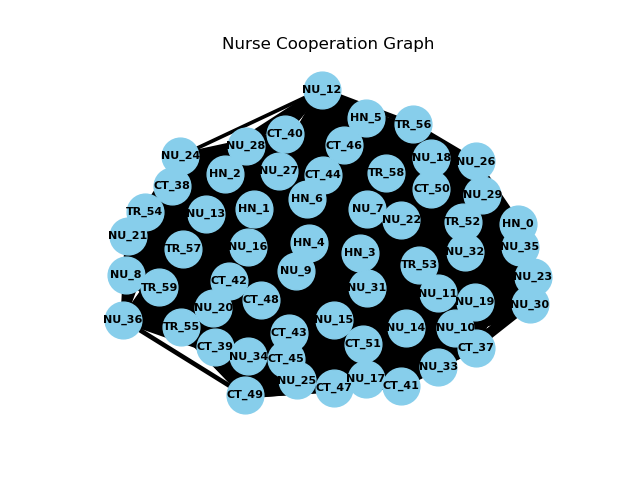 Nurse Cooperation Graph
NU_12
HN_5
TR_56
CT_40
CT_46
NU_28
NU_24
NU_18
NU_26
HN_2
NU_27
CT_44
TR_58
CT_38
CT_50
NU_29
HN_6
TR_54
NU_13
HN_1
NU_7
NU_22
TR_52
HN_0
NU_21
TR_57
NU_16
HN_4
HN_3
NU_32
NU_35
TR_53
NU_8
NU_9
NU_23
TR_59
CT_42
NU_31
NU_11
CT_48
NU_19
NU_30
NU_20
NU_36
TR_55
NU_15
NU_14
NU_10
CT_43
CT_39
CT_51
CT_37
NU_34
CT_45
NU_33
NU_25
NU_17
CT_47
CT_41
CT_49